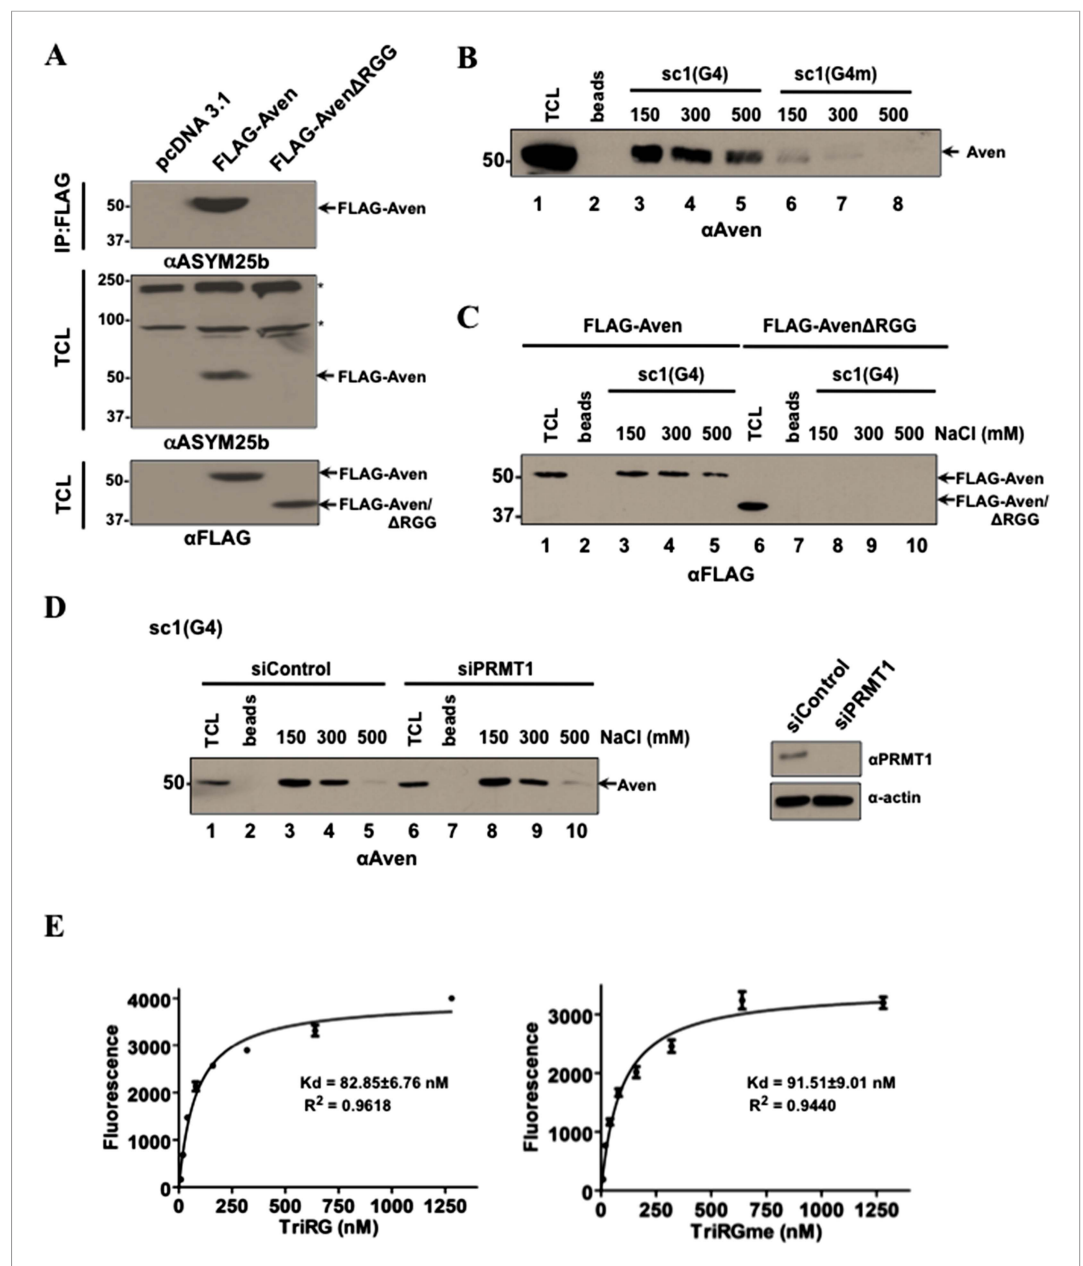 A
pcDNA 3.1
FLAG-Aven
FLAG-AvenΔRGG
IP:FLAG
50-
37-
FLAG-Aven
αASYM25b
TCL
250-
100-
50-
37-
*
*
FLAG-Aven
αASYM25b
TCL
50-
37-
FLAG-Aven
FLAG-Aven/
ΔRGG
αFLAG
B
TCL
beads
sc1(G4)
sc1(G4m)
150 300 500 150 300 500
50-
Aven
1 2 3 4 5 6 7 8
αAven
C
FLAG-Aven
FLAG-AvenΔRGG
sc1(G4)
sc1(G4)
TCL
beads
150 300 500
TCL
beads
150 300 500 NaCl (mM)
50-
37-
FLAG-Aven
FLAG-Aven/
ΔRGG
1 2 3 4 5 6 7 8 9 10
αFLAG
D
sc1(G4)
siControl
siPRMT1
TCL
beads
150 300 500
TCL
beads
150 300 500 NaCl (mM)
50-
Aven
1 2 3 4 5 6 7 8 9 10
αAven
siControl
siPRMT1
αPRMT1
α-actin
E
Fluorescence
4000
3000
2000
1000
0
0 250 500 750 1000 1250
TriRG (nM)
Kd = 82.85±6.76 nM
R2 = 0.9618
Fluorescence
3000
2000
1000
0
0 250 500 750 1000 1250
TriRGme (nM)
Kd = 91.51±9.01 nM
R2 = 0.9440